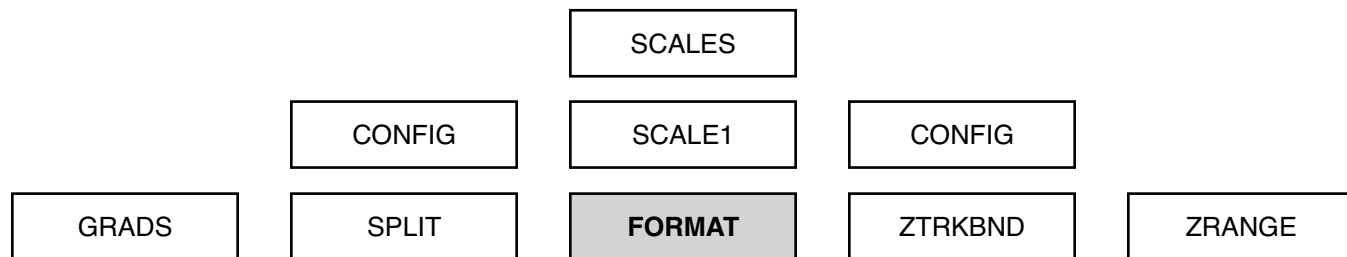 SCALES
CONFIG SCALE1 CONFIG
GRADS SPLIT FORMAT ZTRKBND ZRANGE